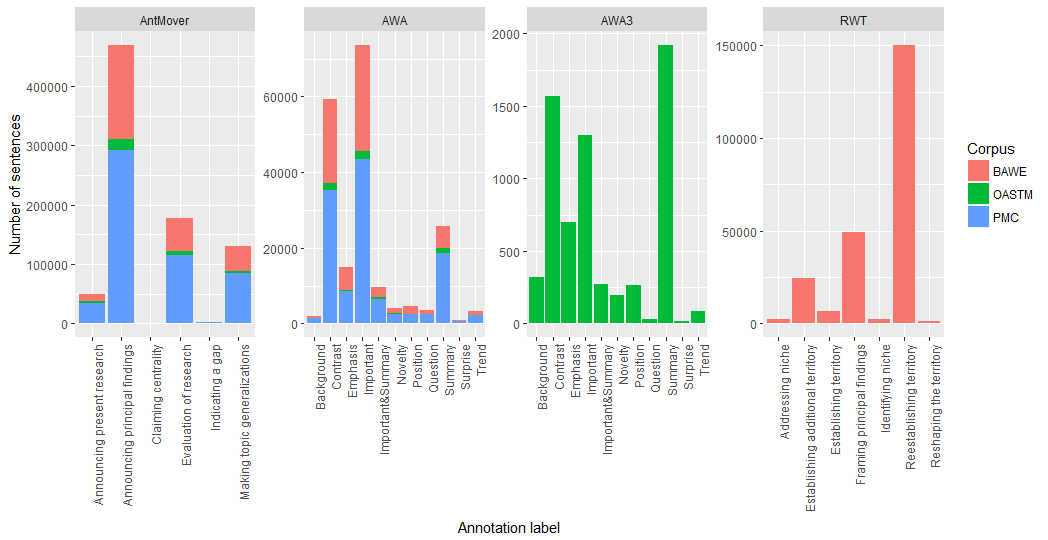 AntMover
AWA
AWA3
RWT
Number of sentences
400000
300000
200000
100000
0
60000
40000
20000
0
2000
1500
1000
500
0
150000
100000
50000
0
Announcing present research
Announcing principal findings
Claiming centrality
Evaluation of research
Indicating a gap
Making topic generalizations
Background
Contrast
Emphasis
Important
Important&Summary
Novelty
Position
Question
Summary
Surprise
Trend
Background
Contrast
Emphasis
Important
Important&Summary
Novelty
Position
Question
Summary
Surprise
Trend
Addressing niche
Establishing additional territory
Establishing territory
Framing principal findings
Identifying niche
Reestablishing territory
Reshaping the territory
Annotation label
Corpus
BAWE
OASTM
PMC